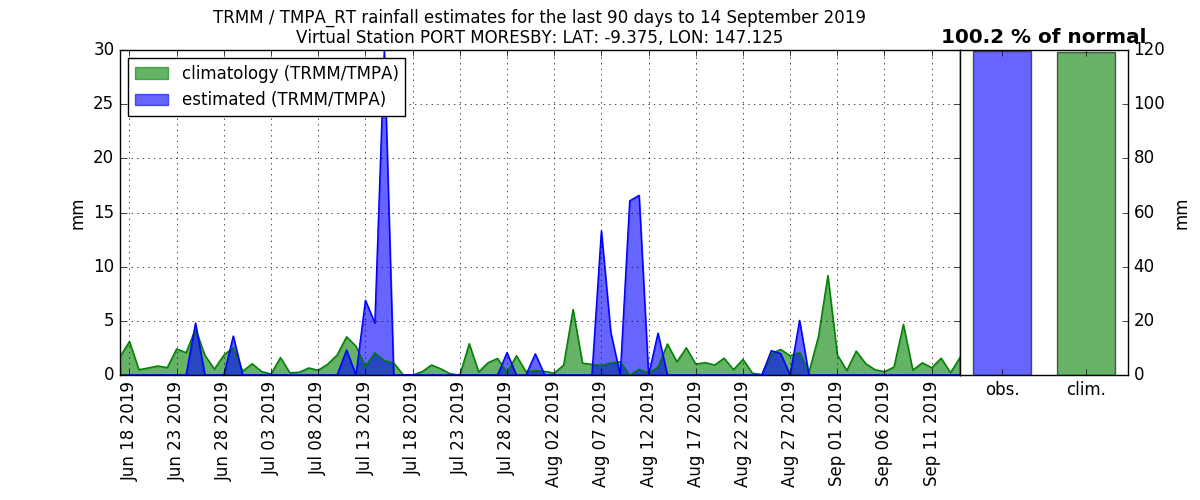 TRMM / TMPA_RT rainfall estimates for the last 90 days to 14 September 2019
Virtual Station PORT MORESBY: LAT: -9.375, LON: 147.125
100.2 % of normal
climatology (TRMM/TMPA)
estimated (TRMM/TMPA)
mm
30
25
20
15
10
5
0
Jun 18 2019
Jun 23 2019
Jun 28 2019
Jul 03 2019
Jul 08 2019
Jul 13 2019
Jul 18 2019
Jul 23 2019
Jul 28 2019
Aug 02 2019
Aug 07 2019
Aug 12 2019
Aug 17 2019
Aug 22 2019
Aug 27 2019
Sep 01 2019
Sep 06 2019
Sep 11 2019
obs.
clim.
120
100
80
60
40
20
0
mm